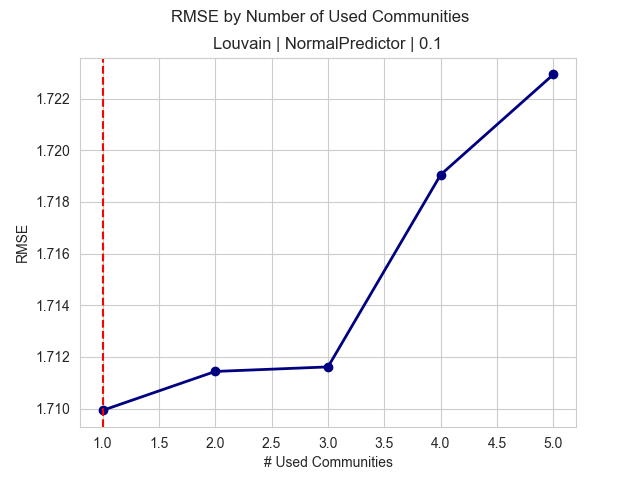 RMSE by Number of Used Communities
Louvain | NormalPredictor | 0.1
1.722
1.720
1.718
1.716
1.714
1.712
1.710
RMSE
1.0 1.5 2.0 2.5 3.0 3.5 4.0 4.5 5.0
# Used Communities